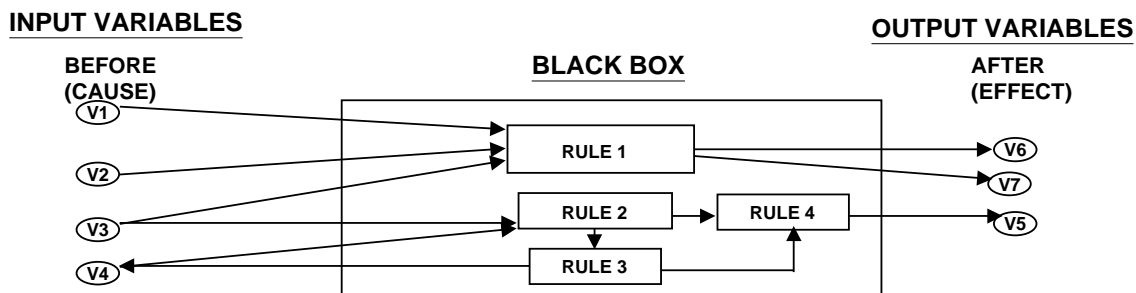 INPUT VARIABLES
OUTPUT VARIABLES
BEFORE
(CAUSE)
BLACK BOX
AFTER
(EFFECT)
V1
RULE 1
V6
V2
V7
V3
RULE 2
RULE 4
V5
V4
RULE 3